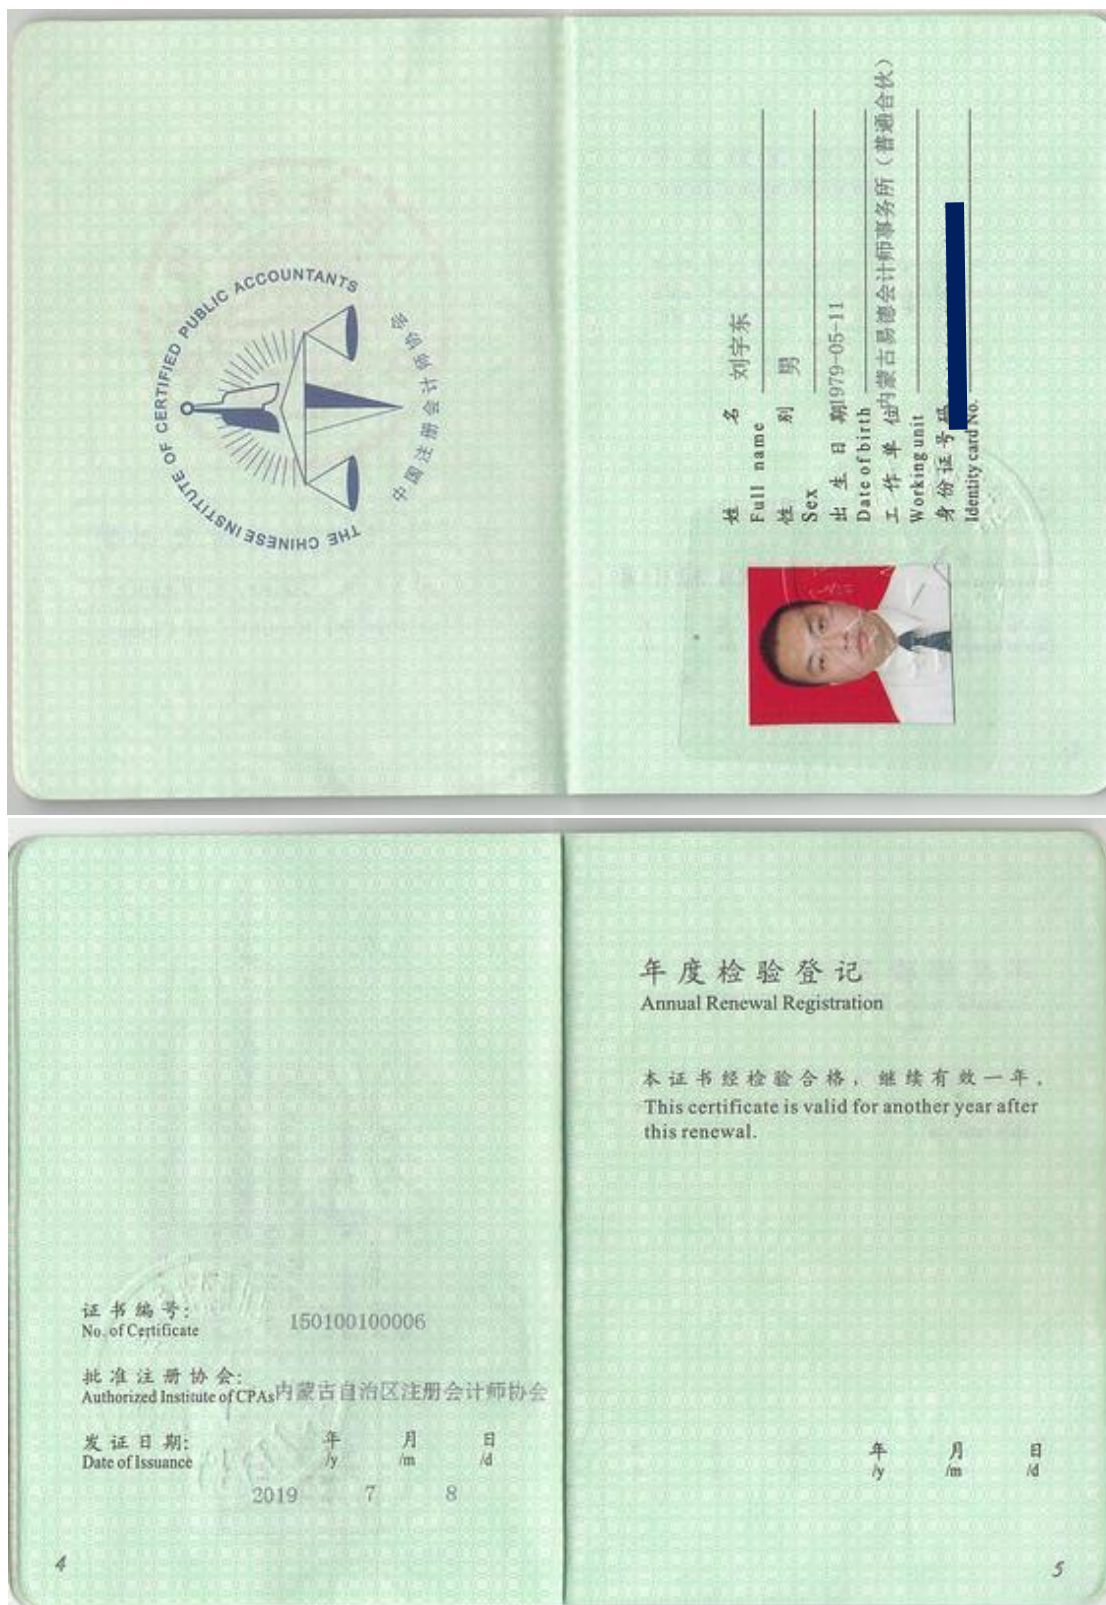 THE CHINESE INSTITUTE OF CERTIFIED PUBLIC ACCOUNTANTS
中国注册会计师协会
姓 名 刘宇东
Full name
性 别 男
Sex
出生日期 1979-05-11
Date of birth
工作单位 内蒙古易德会计师事务所（普通合伙）
Working unit
身份证号码
Identity card No.
年度检验登记
Annual Renewal Registration
本证书经检验合格，继续有效一年。
This certificate is valid for another year after
this renewal.
证书编号: 150100100006
No. of Certificate
批准注册协会: 内蒙古自治区注册会计师协会
Authorized Institute of CPAs
发证日期: 年 月 日
Date of Issuance /y /m /d
2019 7 8
4
年 月 日
/y /m /d
5